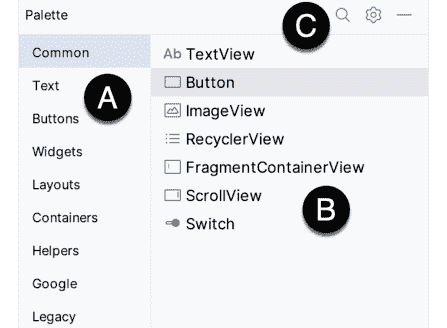 Palette
C
Common
Text
A
Buttons
Widgets
Layouts
Containers
Helpers
Google
Legacy
Ab TextView
Button
ImageView
RecyclerView
FragmentContainerView
ScrollView
B
Switch